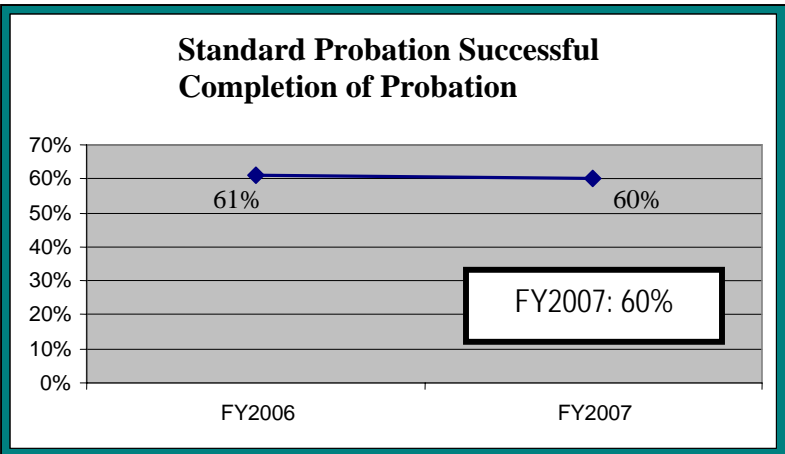 Standard Probation Successful
Completion of Probation
70%
60%
50%
40%
30%
20%
10%
0%
61%
60%
FY2007: 60%
FY2006
FY2007